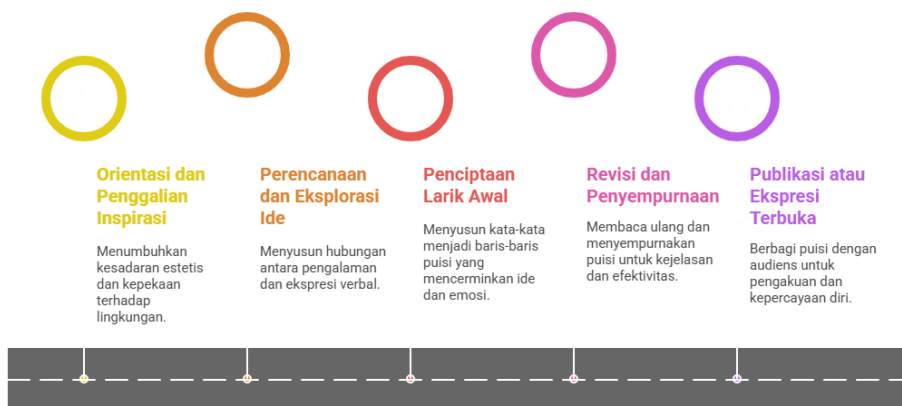 Orientasi dan
Penggalian
Inspirasi
Menumbuhkan
kesadaran estetis
dan kepekaan
terhadap
lingkungan.
Perencanaan
dan Eksplorasi
Ide
Menyusun hubungan
antara pengalaman
dan ekspresi verbal.
Penciptaan
Larik Awal
Menyusun kata-kata
menjadi baris-baris
puisi yang
mencerminkan ide
dan emosi.
Revisi dan
Penyempurnaan
Membaca ulang dan
menyempurnakan
puisi untuk kejelasan
dan efektivitas.
Publikasi atau
Ekspresi
Terbuka
Berbagi puisi dengan
audiens untuk
pengakuan dan
kepercayaan diri.